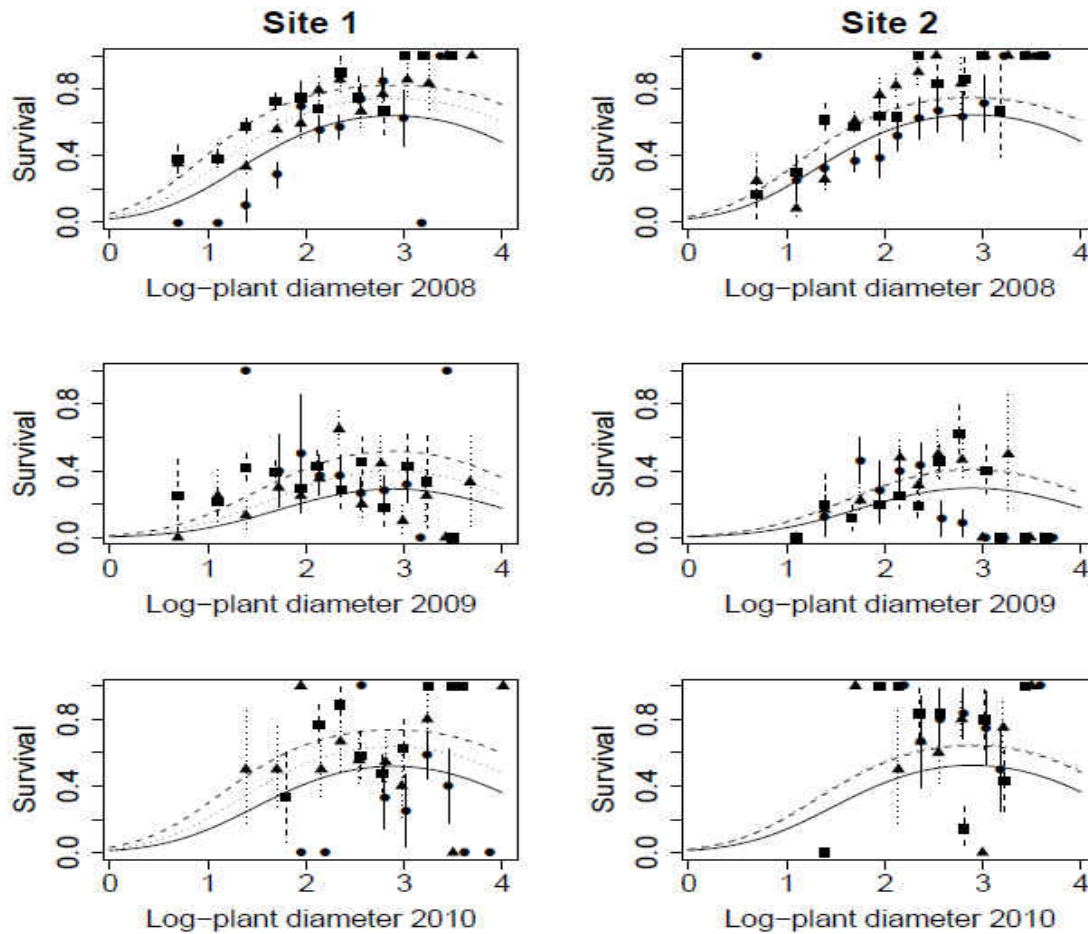 Site 1 Site 2
Survival 0.0 0.4 0.8 Survival 0.0 0.4 0.8
0 1 2 3 4 0 1 2 3 4
Log−plant diameter 2008 Log−plant diameter 2008
Survival 0.0 0.4 0.8 Survival 0.0 0.4 0.8
0 1 2 3 4 0 1 2 3 4
Log−plant diameter 2009 Log−plant diameter 2009
Survival 0.0 0.4 0.8 Survival 0.0 0.4 0.8
0 1 2 3 4 0 1 2 3 4
Log−plant diameter 2010 Log−plant diameter 2010